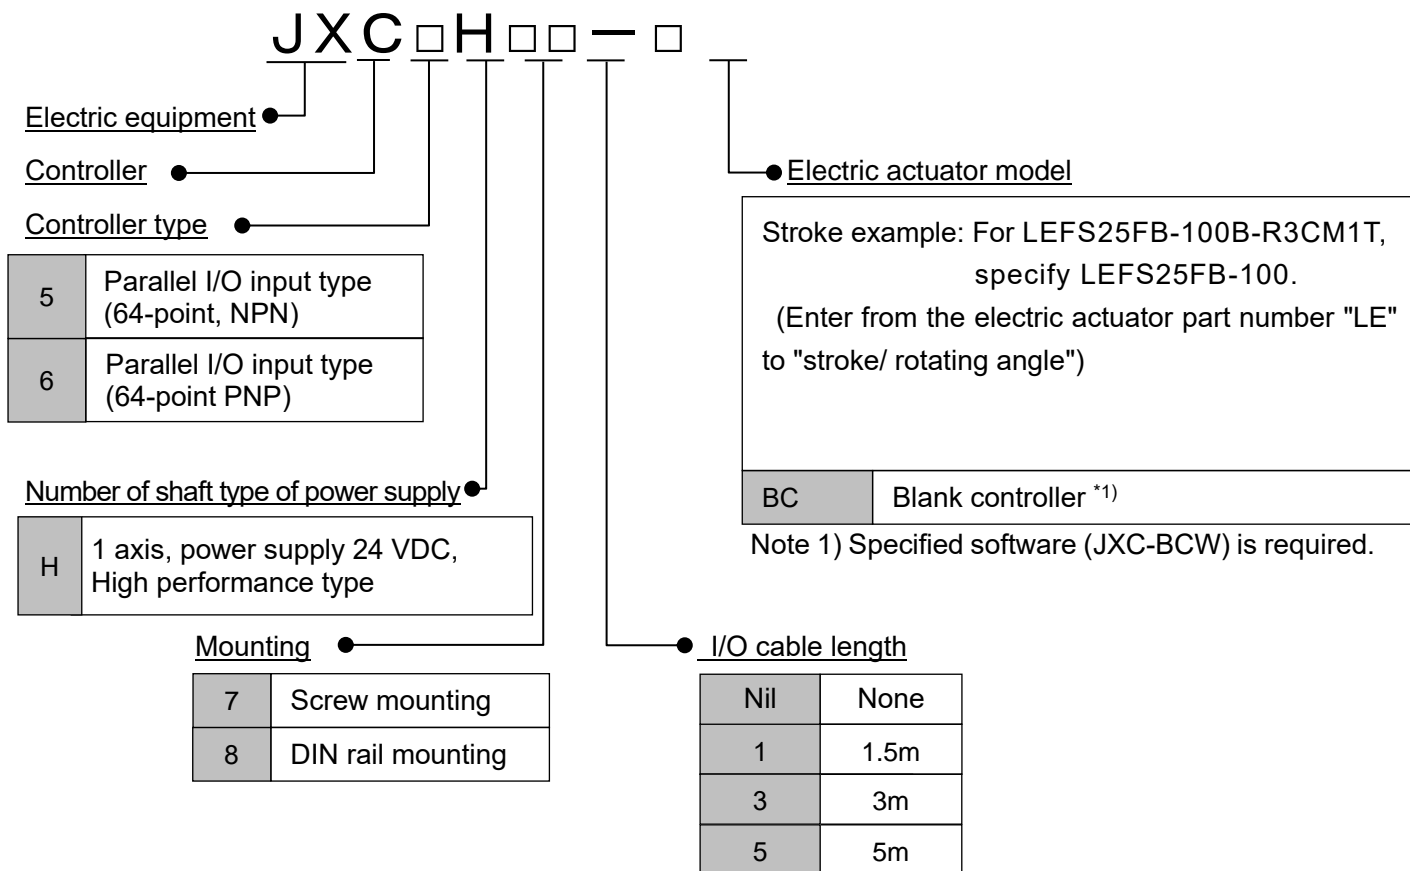 JXC□H□□－□
Electric equipment
Controller
Controller type
5 Parallel I/O input type
(64-point, NPN)
6 Parallel I/O input type
(64-point PNP)
Number of shaft type of power supply
H 1 axis, power supply 24 VDC,
High performance type
Mounting
7 Screw mounting
8 DIN rail mounting
I/O cable length
Nil None
1 1.5m
3 3m
5 5m
Electric actuator model
Stroke example: For LEFS25FB-100B-R3CM1T,
specify LEFS25FB-100.
(Enter from the electric actuator part number "LE"
to "stroke/ rotating angle")
BC Blank controller *1)
Note 1) Specified software (JXC-BCW) is required.